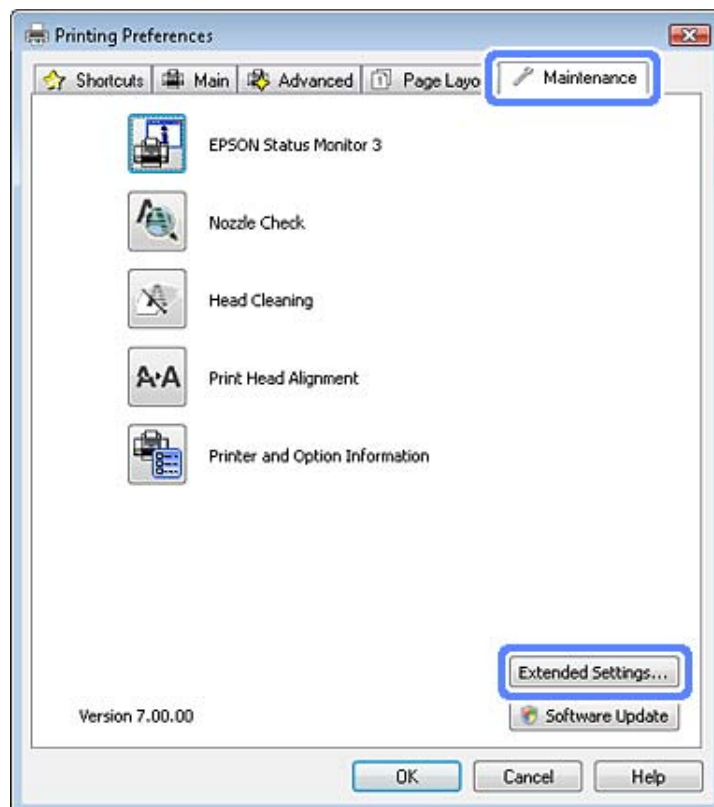 Printing Preferences
Shortcuts Main Advanced Page Layo Maintenance
EPSON Status Monitor 3
Nozzle Check
Head Cleaning
A·A Print Head Alignment
Printer and Option Information
Extended Settings...
Version 7.00.00 Software Update
OK Cancel Help